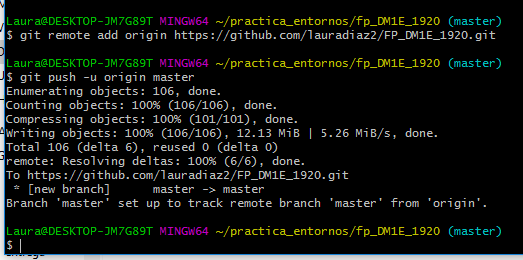 Laura@DESKTOP-JM7G89T MINGW64 ~/practica_entornos/fp_DM1E_1920 (master)
$ git remote add origin https://github.com/lauradiaz2/FP_DM1E_1920.git
Laura@DESKTOP-JM7G89T MINGW64 ~/practica_entornos/fp_DM1E_1920 (master)
$ git push -u origin master
Enumerating objects: 106, done.
Counting objects: 100% (106/106), done.
Compressing objects: 100% (101/101), done.
Writing objects: 100% (106/106), 12.13 MiB | 5.26 MiB/s, done.
Total 106 (delta 6), reused 0 (delta 0)
remote: Resolving deltas: 100% (6/6), done.
To https://github.com/lauradiaz2/FP_DM1E_1920.git
 * [new branch]      master -> master
Branch 'master' set up to track remote branch 'master' from 'origin'.
Laura@DESKTOP-JM7G89T MINGW64 ~/practica_entornos/fp_DM1E_1920 (master)
$